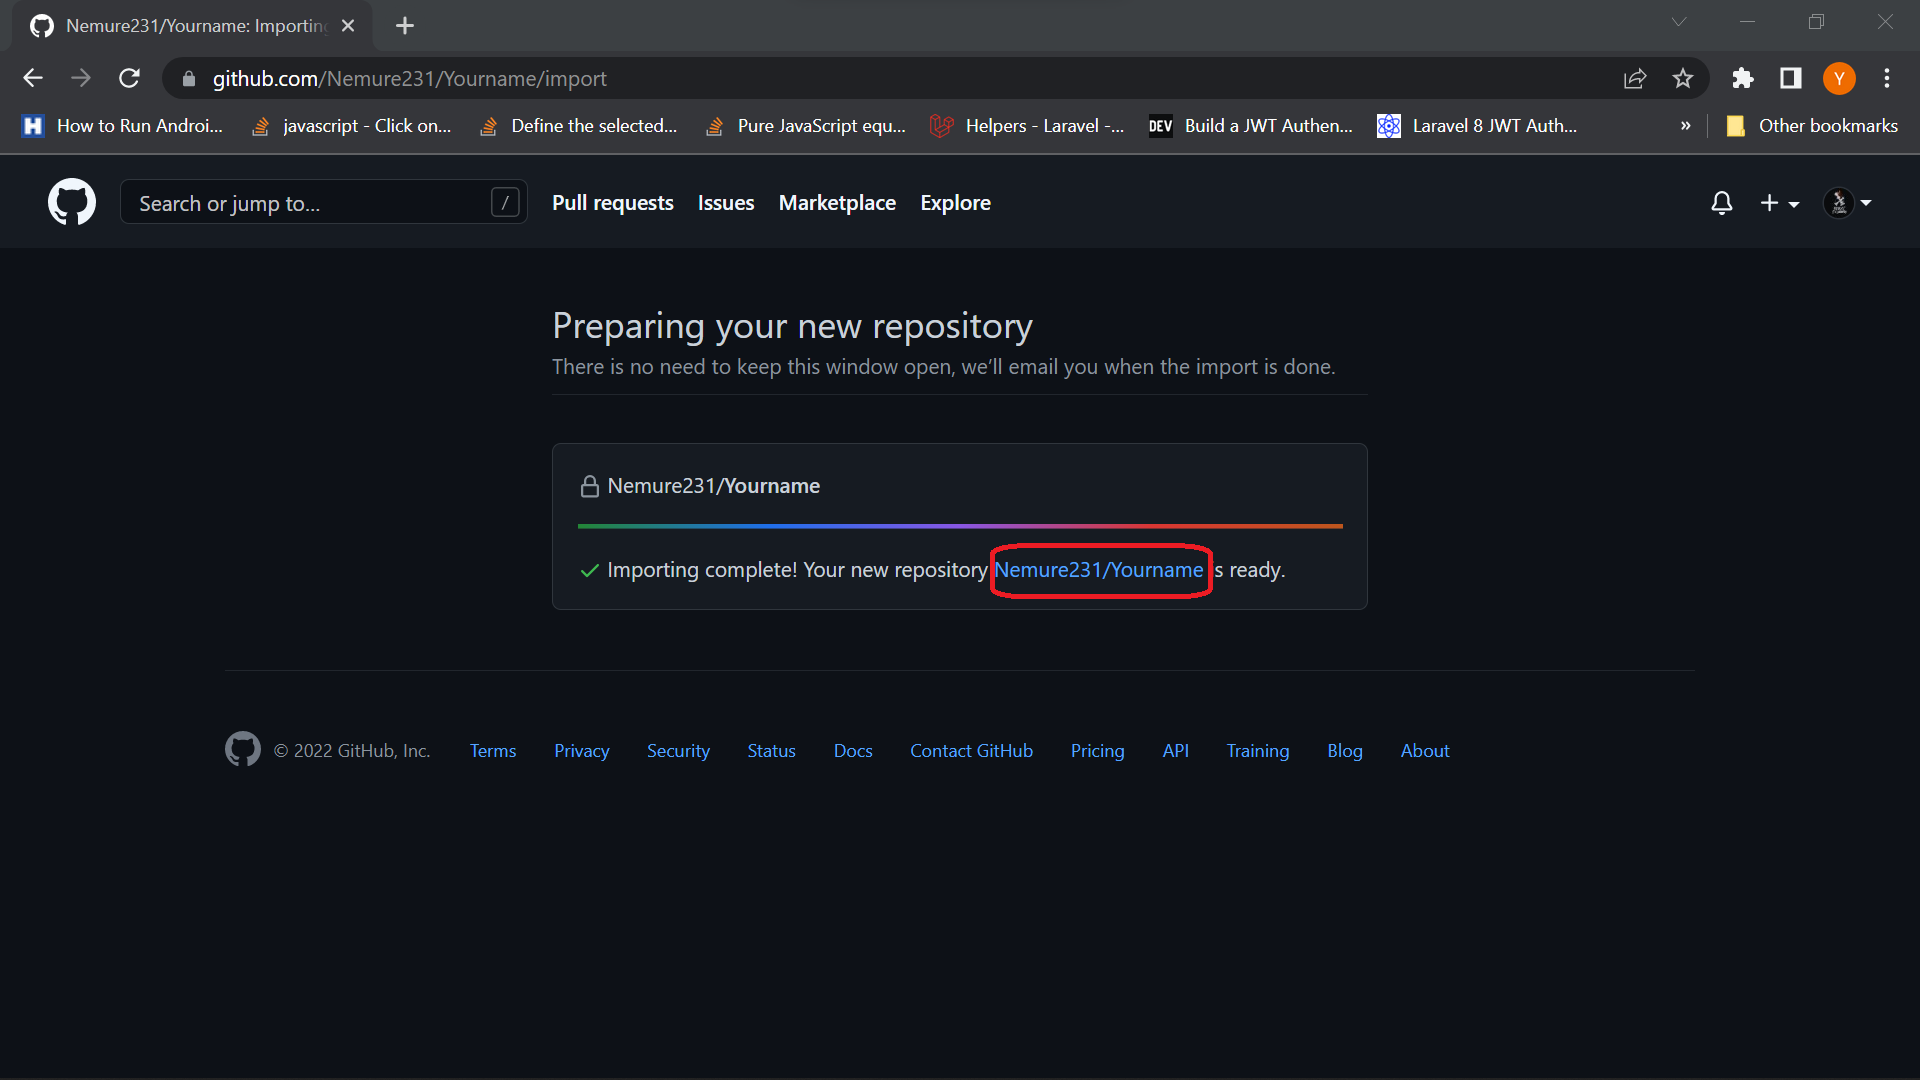 Nemure231/Yourname: Importing
github.com/Nemure231/Yourname/import
Y
How to Run Androi...
javascript - Click on...
Define the selected...
Pure JavaScript equ...
Helpers - Laravel -...
DEV Build a JWT Authen...
Laravel 8 JWT Auth...
»
Other bookmarks
Search or jump to...
/
Pull requests
Issues
Marketplace
Explore
Preparing your new repository
There is no need to keep this window open, we’ll email you when the import is done.
Nemure231/Yourname
Importing complete! Your new repository Nemure231/Yourname is ready.
© 2022 GitHub, Inc.
Terms
Privacy
Security
Status
Docs
Contact GitHub
Pricing
API
Training
Blog
About